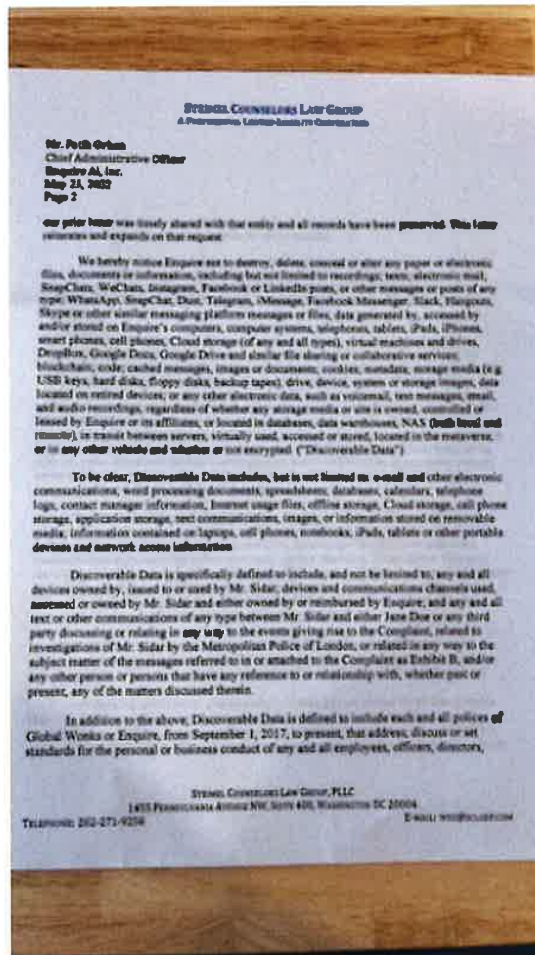 Counselors Law Group
Mr. Fatih Orhan
Chief Administrative Officer
Enquire AI, Inc.
May 25, 2022
Page 2
our prior letter was timely shared with that entity and all records have been preserved. This letter
reiterates and expands on that request.
We hereby notice Enquire not to destroy, delete, conceal or alter any paper or electronic
files, documents or information, including but not limited to recordings, texts, electronic mail,
SnapChats, WeChats, Instagram, Facebook or LinkedIn posts, or other messages or posts of any
type, WhatsApp, SnapChat, Dust, Telegram, iMessage, Facebook Messenger, Slack, Hangouts,
Skype or other similar messaging platform messages or files, data generated by, accessed by
and/or stored on Enquire's computers, computer systems, telephones, tablets, iPads, iPhones,
smart phones, cell phones, Cloud storage (of any and all types), virtual machines and drives,
DropBox, Google Docs, Google Drive and similar file sharing or collaborative services;
blockchain, code; cached messages, images or documents; cookies, metadata, storage media (e.g.
USB keys, hard disks, floppy disks, backup tapes), drive, device, system or storage images, data
located on retired devices; or any other electronic data, such as voicemail, text messages, email,
and audio recordings, regardless of whether any storage media or site is owned, controlled or
leased by Enquire or its affiliates, or located in databases, data warehouses, NAS (both local and
remote), in transit between servers, virtually used, accessed or stored, located in the metaverse,
or in any other vehicle and whether or not encrypted. ("Discoverable Data")
To be clear, Discoverable Data includes, but is not limited to: e-mail and other electronic
communications, word processing documents, spreadsheets, databases, calendars, telephone
logs, contact manager information, Internet usage files, offline storage, Cloud storage, cell phone
storage, application storage, text communications, images, or information stored on removable
media, information contained on laptops, cell phones, notebooks, iPads, tablets or other portable
devices and network access information.
Discoverable Data is specifically defined to include, and not be limited to, any and all
devices owned by, issued to or used by Mr. Sidar, devices and communications channels used,
accessed or owned by Mr. Sidar and either owned by or reimbursed by Enquire, and any and all
text or other communications of any type between Mr. Sidar and either Jane Doe or any third
party discussing or relating in any way to the events giving rise to the Complaint, related to
investigations of Mr. Sidar by the Metropolitan Police of London, or related in any way to the
subject matter of the messages referred to in or attached to the Complaint as Exhibit B, and/or
any other person or persons that have any reference to or relationship with, whether past or
present, any of the matters discussed therein.
In addition to the above, Discoverable Data is defined to include each and all polices of
Global Wonks or Enquire, from September 1, 2017, to present, that address, discuss or set
standards for the personal or business conduct of any and all employees, officers, directors,
Counselors Law Group, PLLC
1455 Pennsylvania Avenue NW, Suite 400, Washington DC 20004
Telephone: 202-271-9258
E-mail: